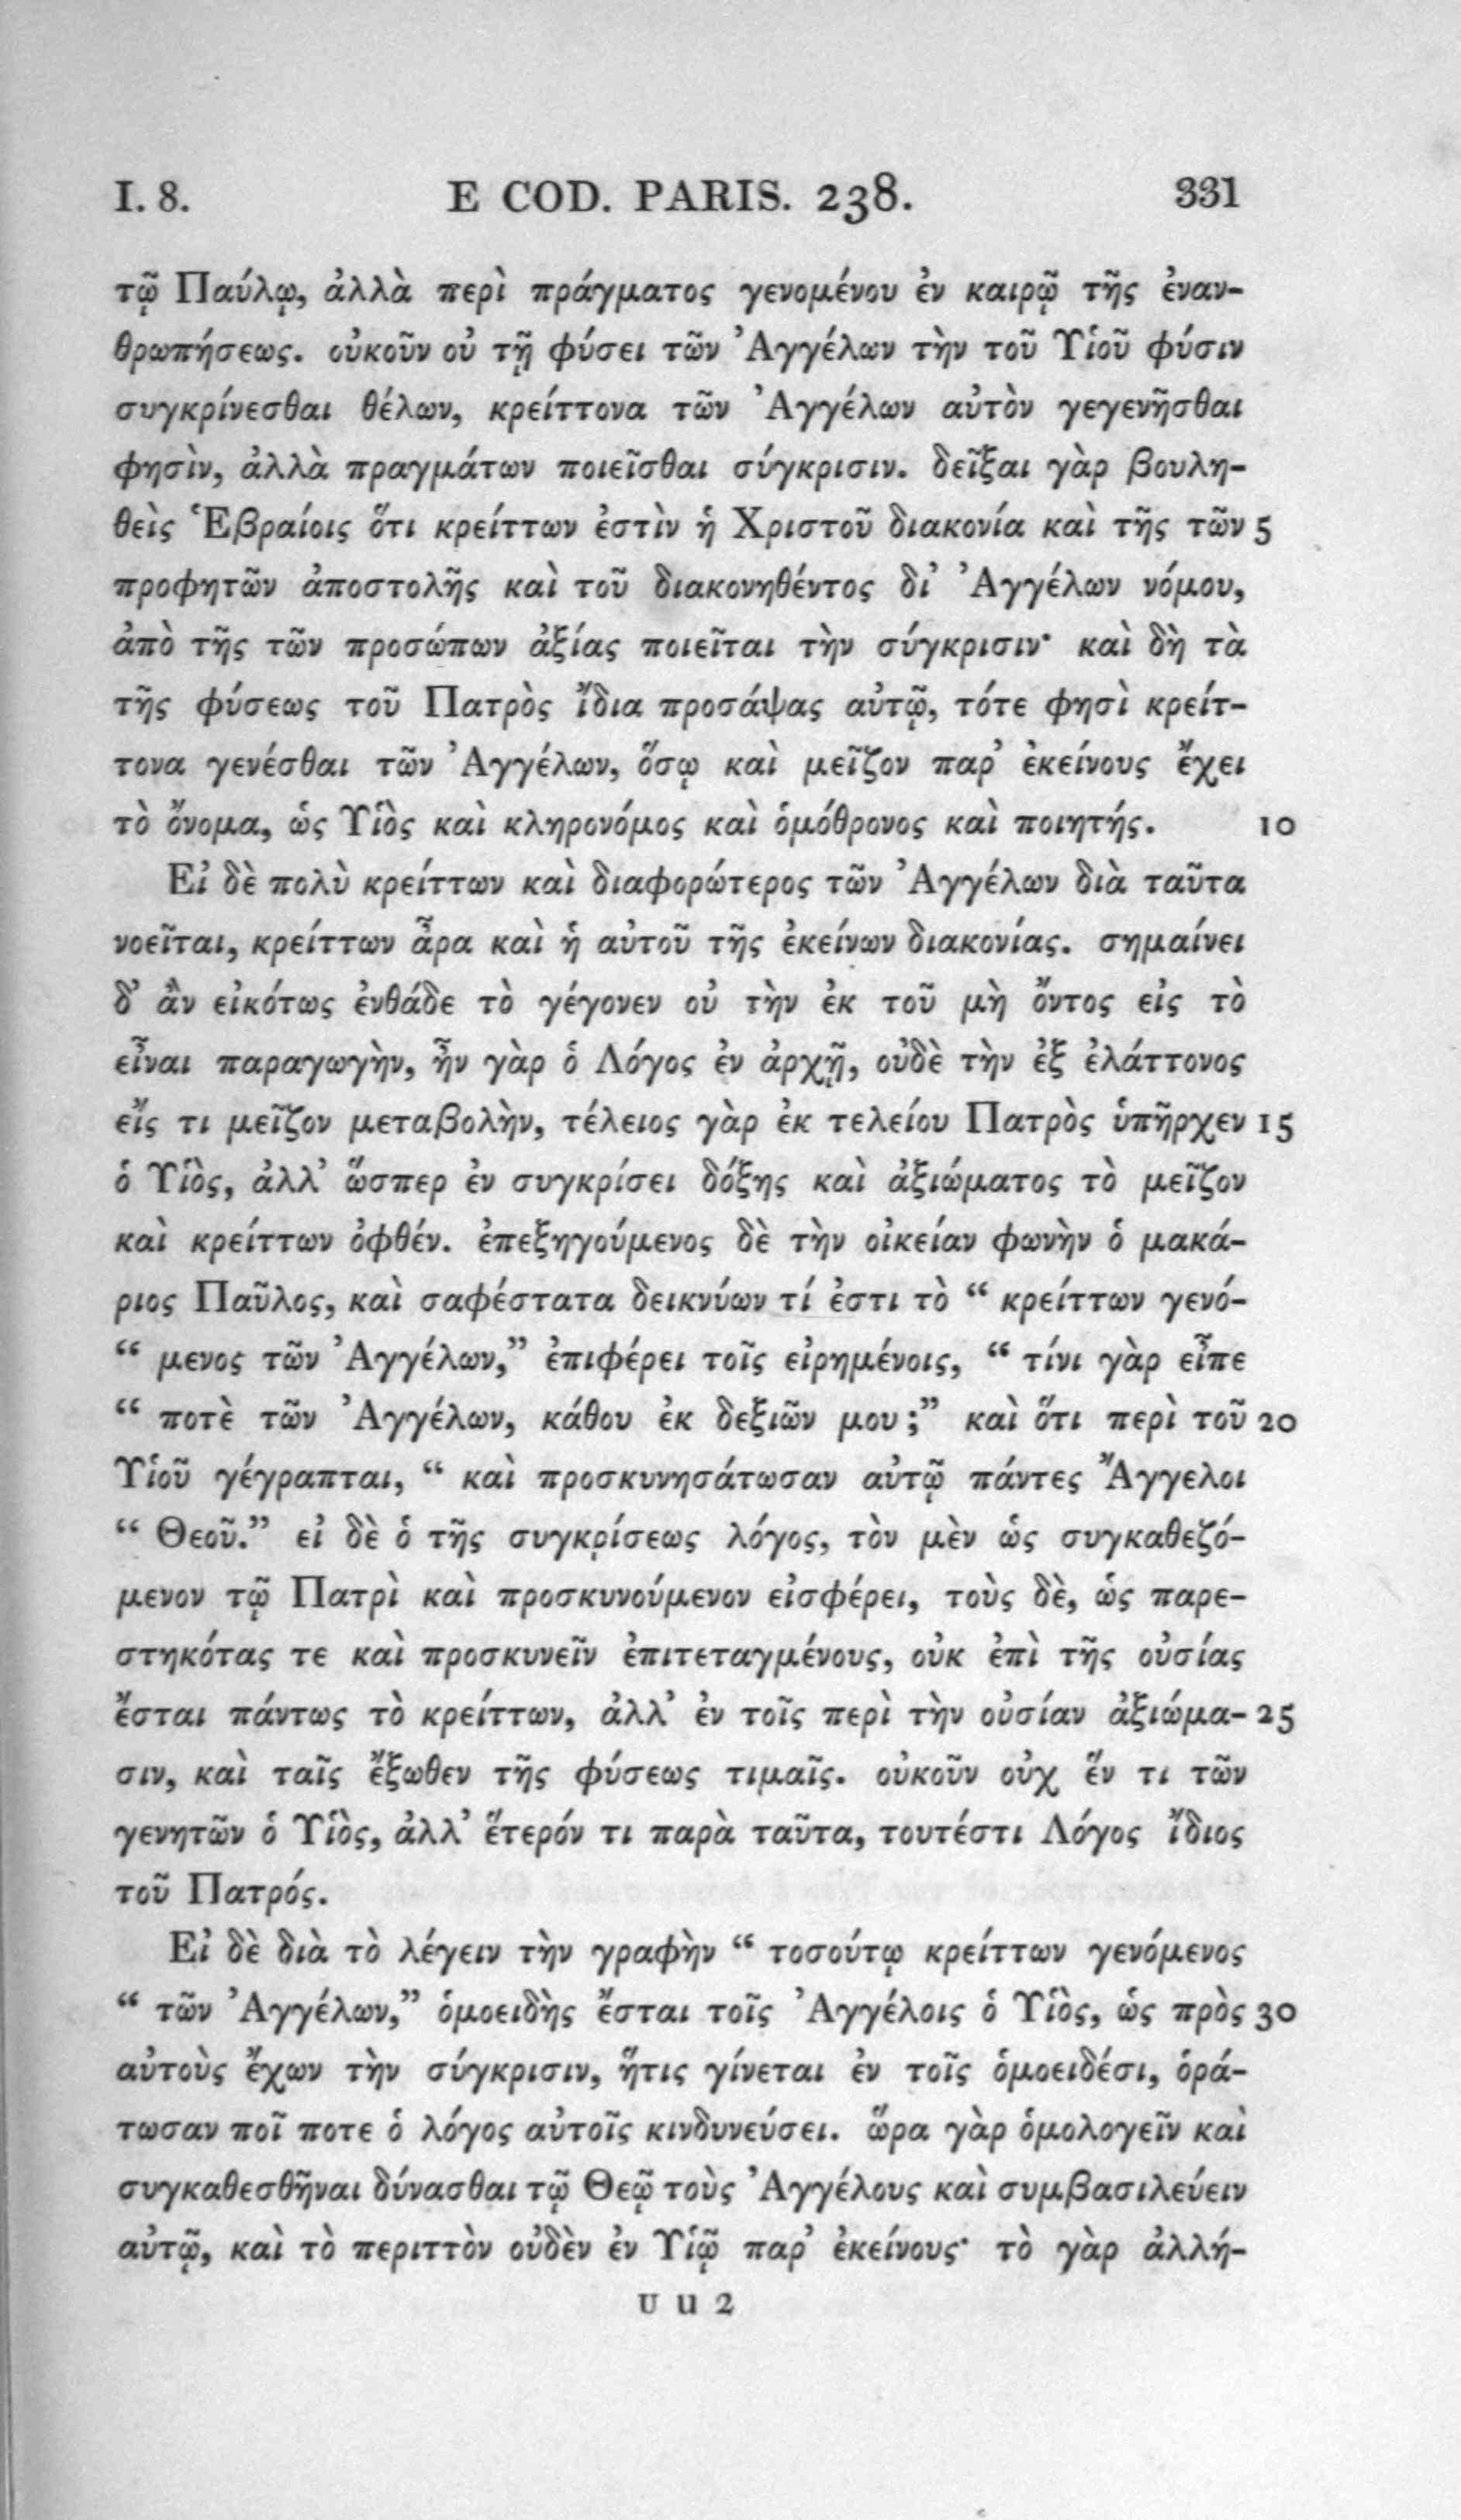 I. 8. E COD. PARIS. 238. 331
τῷ Παύλῳ, ἀλλὰ περὶ πράγματος γενομένου ἐν καιρῷ τῆς ἐναν-
θρωπήσεως. οὐκοῦν οὐ τῇ φύσει τῶν Ἀγγέλων τὴν τοῦ Υἱοῦ φύσιν
συγκρίνεσθαι θέλων, κρείττονα τῶν Ἀγγέλων αὐτὸν γεγενῆσθαι
φησὶν, ἀλλὰ πραγμάτων ποιεῖσθαι σύγκρισιν. δεῖξαι γὰρ βουλη-
θεὶς Ἑβραίοις ὅτι κρείττων ἐστὶν ἡ Χριστοῦ διακονία καὶ τῆς τῶν 5
προφητῶν ἀποστολῆς καὶ τοῦ διακονηθέντος δι’ Ἀγγέλων νόμου,
ἀπὸ τῆς τῶν προσώπων ἀξίας ποιεῖται τὴν σύγκρισιν· καὶ δὴ τὰ
τῆς φύσεως τοῦ Πατρὸς ἴδια προσάψας αὐτῷ, τότε φησὶ κρείτ-
τονα γενέσθαι τῶν Ἀγγέλων, ὅσῳ καὶ μεῖζον παρ’ ἐκείνους ἔχει
τὸ ὄνομα, ὡς Υἱὸς καὶ κληρονόμος καὶ ὁμόθρονος καὶ ποιητής. 10
Εἰ δὲ πολὺ κρείττων καὶ διαφορώτερος τῶν Ἀγγέλων διὰ ταῦτα
νοεῖται, κρείττων ἆρα καὶ ἡ αὐτοῦ τῆς ἐκείνων διακονίας. σημαίνει
δ’ ἂν εἰκότως ἐνθάδε τὸ γέγονεν οὐ τὴν ἐκ τοῦ μὴ ὄντος εἰς τὸ
εἶναι παραγωγὴν, ἦν γὰρ ὁ Λόγος ἐν ἀρχῇ, οὐδὲ τὴν ἐξ ἐλάττονος
εἴς τι μεῖζον μεταβολὴν, τέλειος γὰρ ἐκ τελείου Πατρὸς ὑπῆρχεν 15
ὁ Υἱὸς, ἀλλ’ ὥσπερ ἐν συγκρίσει δόξης καὶ ἀξιώματος τὸ μεῖζον
καὶ κρείττων ὀφθέν. ἐπεξηγούμενος δὲ τὴν οἰκείαν φωνὴν ὁ μακά-
ριος Παῦλος, καὶ σαφέστατα δεικνύων τί ἐστι τὸ “ κρείττων γενό-
“ μενος τῶν Ἀγγέλων,” ἐπιφέρει τοῖς εἰρημένοις, “ τίνι γὰρ εἶπε
“ ποτὲ τῶν Ἀγγέλων, κάθου ἐκ δεξιῶν μου;” καὶ ὅτι περὶ τοῦ 20
Υἱοῦ γέγραπται, “ καὶ προσκυνησάτωσαν αὐτῷ πάντες Ἄγγελοι
“ Θεοῦ.” εἰ δὲ ὁ τῆς συγκρίσεως λόγος, τὸν μὲν ὡς συγκαθεζό-
μενον τῷ Πατρὶ καὶ προσκυνούμενον εἰσφέρει, τοὺς δὲ, ὡς παρε-
στηκότας τε καὶ προσκυνεῖν ἐπιτεταγμένους, οὐκ ἐπὶ τῆς οὐσίας
ἔσται πάντως τὸ κρείττων, ἀλλ’ ἐν τοῖς περὶ τὴν οὐσίαν ἀξιώμα- 25
σιν, καὶ ταῖς ἔξωθεν τῆς φύσεως τιμαῖς. οὐκοῦν οὐχ ἕν τι τῶν
γενητῶν ὁ Υἱὸς, ἀλλ’ ἕτερόν τι παρὰ ταῦτα, τουτέστι Λόγος ἴδιος
τοῦ Πατρός.
Εἰ δὲ διὰ τὸ λέγειν τὴν γραφὴν “ τοσούτῳ κρείττων γενόμενος
“ τῶν Ἀγγέλων,” ὁμοειδὴς ἔσται τοῖς Ἀγγέλοις ὁ Υἱὸς, ὡς πρὸς 30
αὐτοὺς ἔχων τὴν σύγκρισιν, ἥτις γίνεται ἐν τοῖς ὁμοειδέσι, ὁρά-
τωσαν ποῖ ποτε ὁ λόγος αὐτοῖς κινδυνεύσει. ὥρα γὰρ ὁμολογεῖν καὶ
συγκαθεσθῆναι δύνασθαι τῷ Θεῷ τοὺς Ἀγγέλους καὶ συμβασιλεύειν
αὐτῷ, καὶ τὸ περιττὸν οὐδὲν ἐν Υἱῷ παρ’ ἐκείνους· τὸ γὰρ ἀλλή-
U u 2